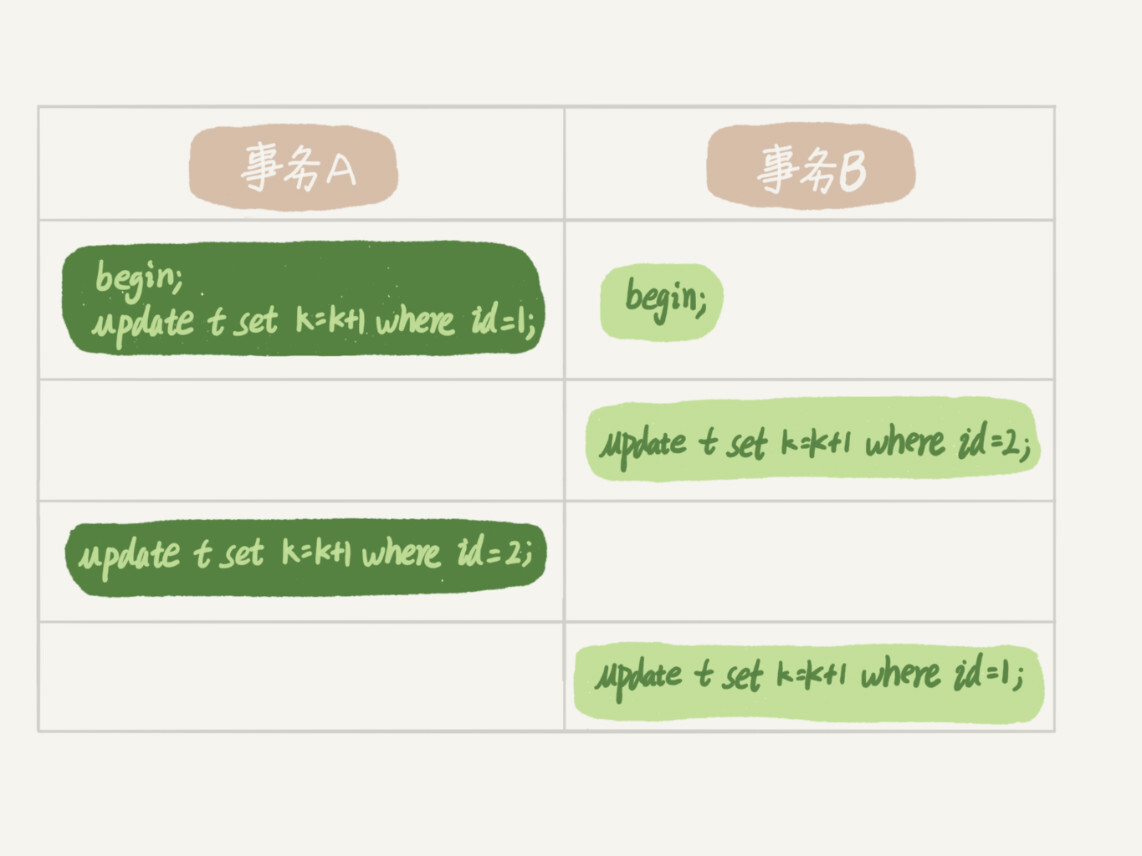 事务A
事务B
begin;
update t set k=k+1 where id=1;
begin;
update t set k=k+1 where id=2;
update t set k=k+1 where id=2;
update t set k=k+1 where id=1;